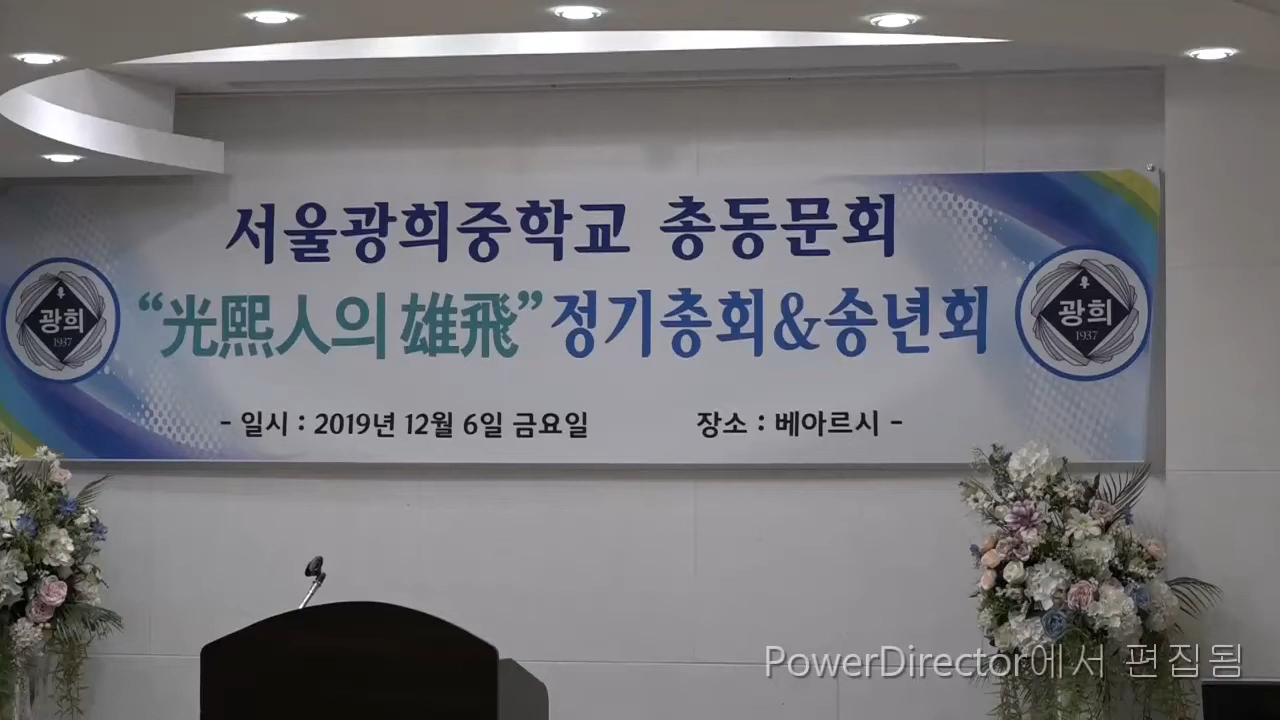 서울광희중학교 총동문회
“光熙人의 雄飛”정기총회&송년회
광희
1937
광희
1937
- 일시 : 2019년 12월 6일 금요일 장소 : 베아르시 -
PowerDirector에서 편집됨